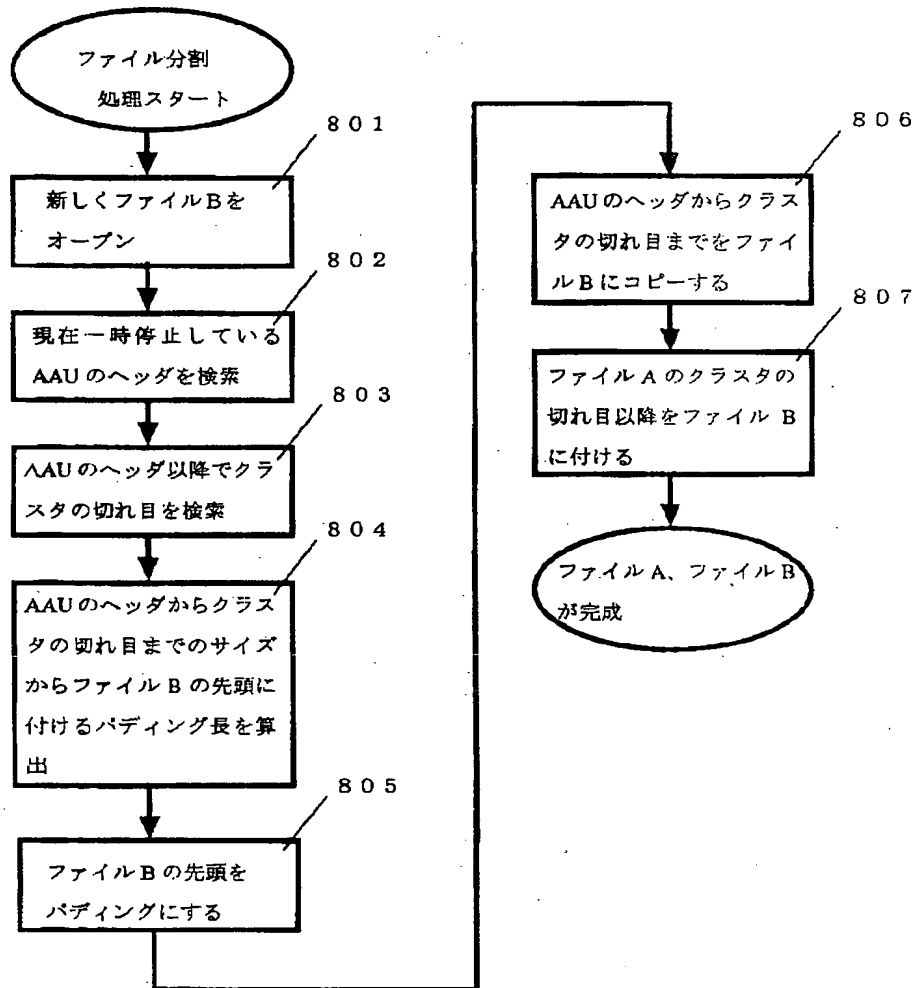 ファイル分割
処理スタート
８０１
新しくファイルBを
オープン
８０２
現在一時停止している
AAUのヘッダを検索
８０３
AAUのヘッダ以降でクラ
スタの切れ目を検索
８０４
AAUのヘッダからクラス
タの切れ目までのサイズ
からファイル B の先頭に
付けるパディング長を算
出
８０５
ファイル B の先頭を
パディングにする
８０６
AAUのヘッダからクラス
タの切れ目までをファイ
ル B にコピーする
８０７
ファイル A のクラスタの
切れ目以降をファイル B
に付ける
ファイル A、ファイル B
が完成